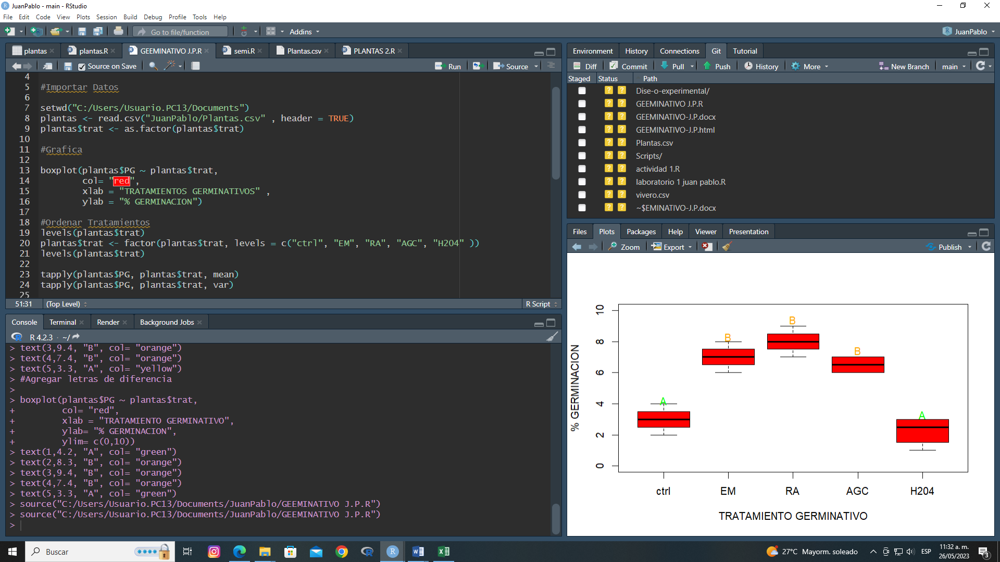 JuanPablo - main - RStudio
File Edit Code View Plots Session Build Debug Profile Tools Help
Go to file/function
Addins
JuanPablo
plantas
plantas.R
GEEMINATIVO J.P.R
semi.R
Plantas.csv
PLANTAS 2.R
Source on Save
Run
Source
4
5 #Importar Datos
6
7 setwd("C:/Users/Usuario.PC13/Documents")
8 plantas <- read.csv("JuanPablo/Plantas.csv" , header = TRUE)
9 plantas$trat <- as.factor(plantas$trat)
10
11 #Grafica
12
13 boxplot(plantas$PG ~ plantas$trat,
14 col= "red",
15 xlab = "TRATAMIENTOS GERMINATIVOS" ,
16 ylab = "% GERMINACION")
17
18 #Ordenar Tratamientos
19 levels(plantas$trat)
20 plantas$trat <- factor(plantas$trat, levels = c("ctrl", "EM", "RA", "AGC", "H2O4" ))
21 levels(plantas$trat)
22
23 tapply(plantas$PG, plantas$trat, mean)
24 tapply(plantas$PG, plantas$trat, var)
25
51:31 (Top Level) R Script
Console Terminal Render Background Jobs
R 4.2.3 · ~/
> text(3,9.4, "B", col= "orange")
> text(4,7.4, "B", col= "orange")
> text(5,3.3, "A", col= "yellow")
> #Agregar letras de diferencia
>
> boxplot(plantas$PG ~ plantas$trat,
+ col= "red",
+ xlab = "TRATAMIENTO GERMINATIVO",
+ ylab= "% GERMINACION",
+ ylim= c(0,10))
> text(1,4.2, "A", col= "green")
> text(2,8.3, "B", col= "orange")
> text(3,9.4, "B", col= "orange")
> text(4,7.4, "B", col= "orange")
> text(5,3.3, "A", col= "green")
> source("C:/Users/Usuario.PC13/Documents/JuanPablo/GEEMINATIVO J.P.R")
> source("C:/Users/Usuario.PC13/Documents/JuanPablo/GEEMINATIVO J.P.R")
>
Environment History Connections Git Tutorial
Diff Commit Pull Push History More New Branch main
Staged Status Path
? ? Dise-o-experimental/
? ? GEEMINATIVO J.P.R
? ? GEEMINATIVO-J.P.docx
? ? GEEMINATIVO-J.P.html
? ? Plantas.csv
? ? Scripts/
? ? actividad 1.R
? ? laboratorio 1 juan pablo.R
? ? vivero.csv
? ? ~$EMINATIVO-J.P.docx
Files Plots Packages Help Viewer Presentation
Zoom Export Publish
% GERMINACION
10
8
6
4
2
0
A
B
B
B
A
ctrl EM RA AGC H2O4
TRATAMIENTO GERMINATIVO
Buscar
27°C Mayorm. soleado
ESP
11:32 a. m.
26/05/2023
3